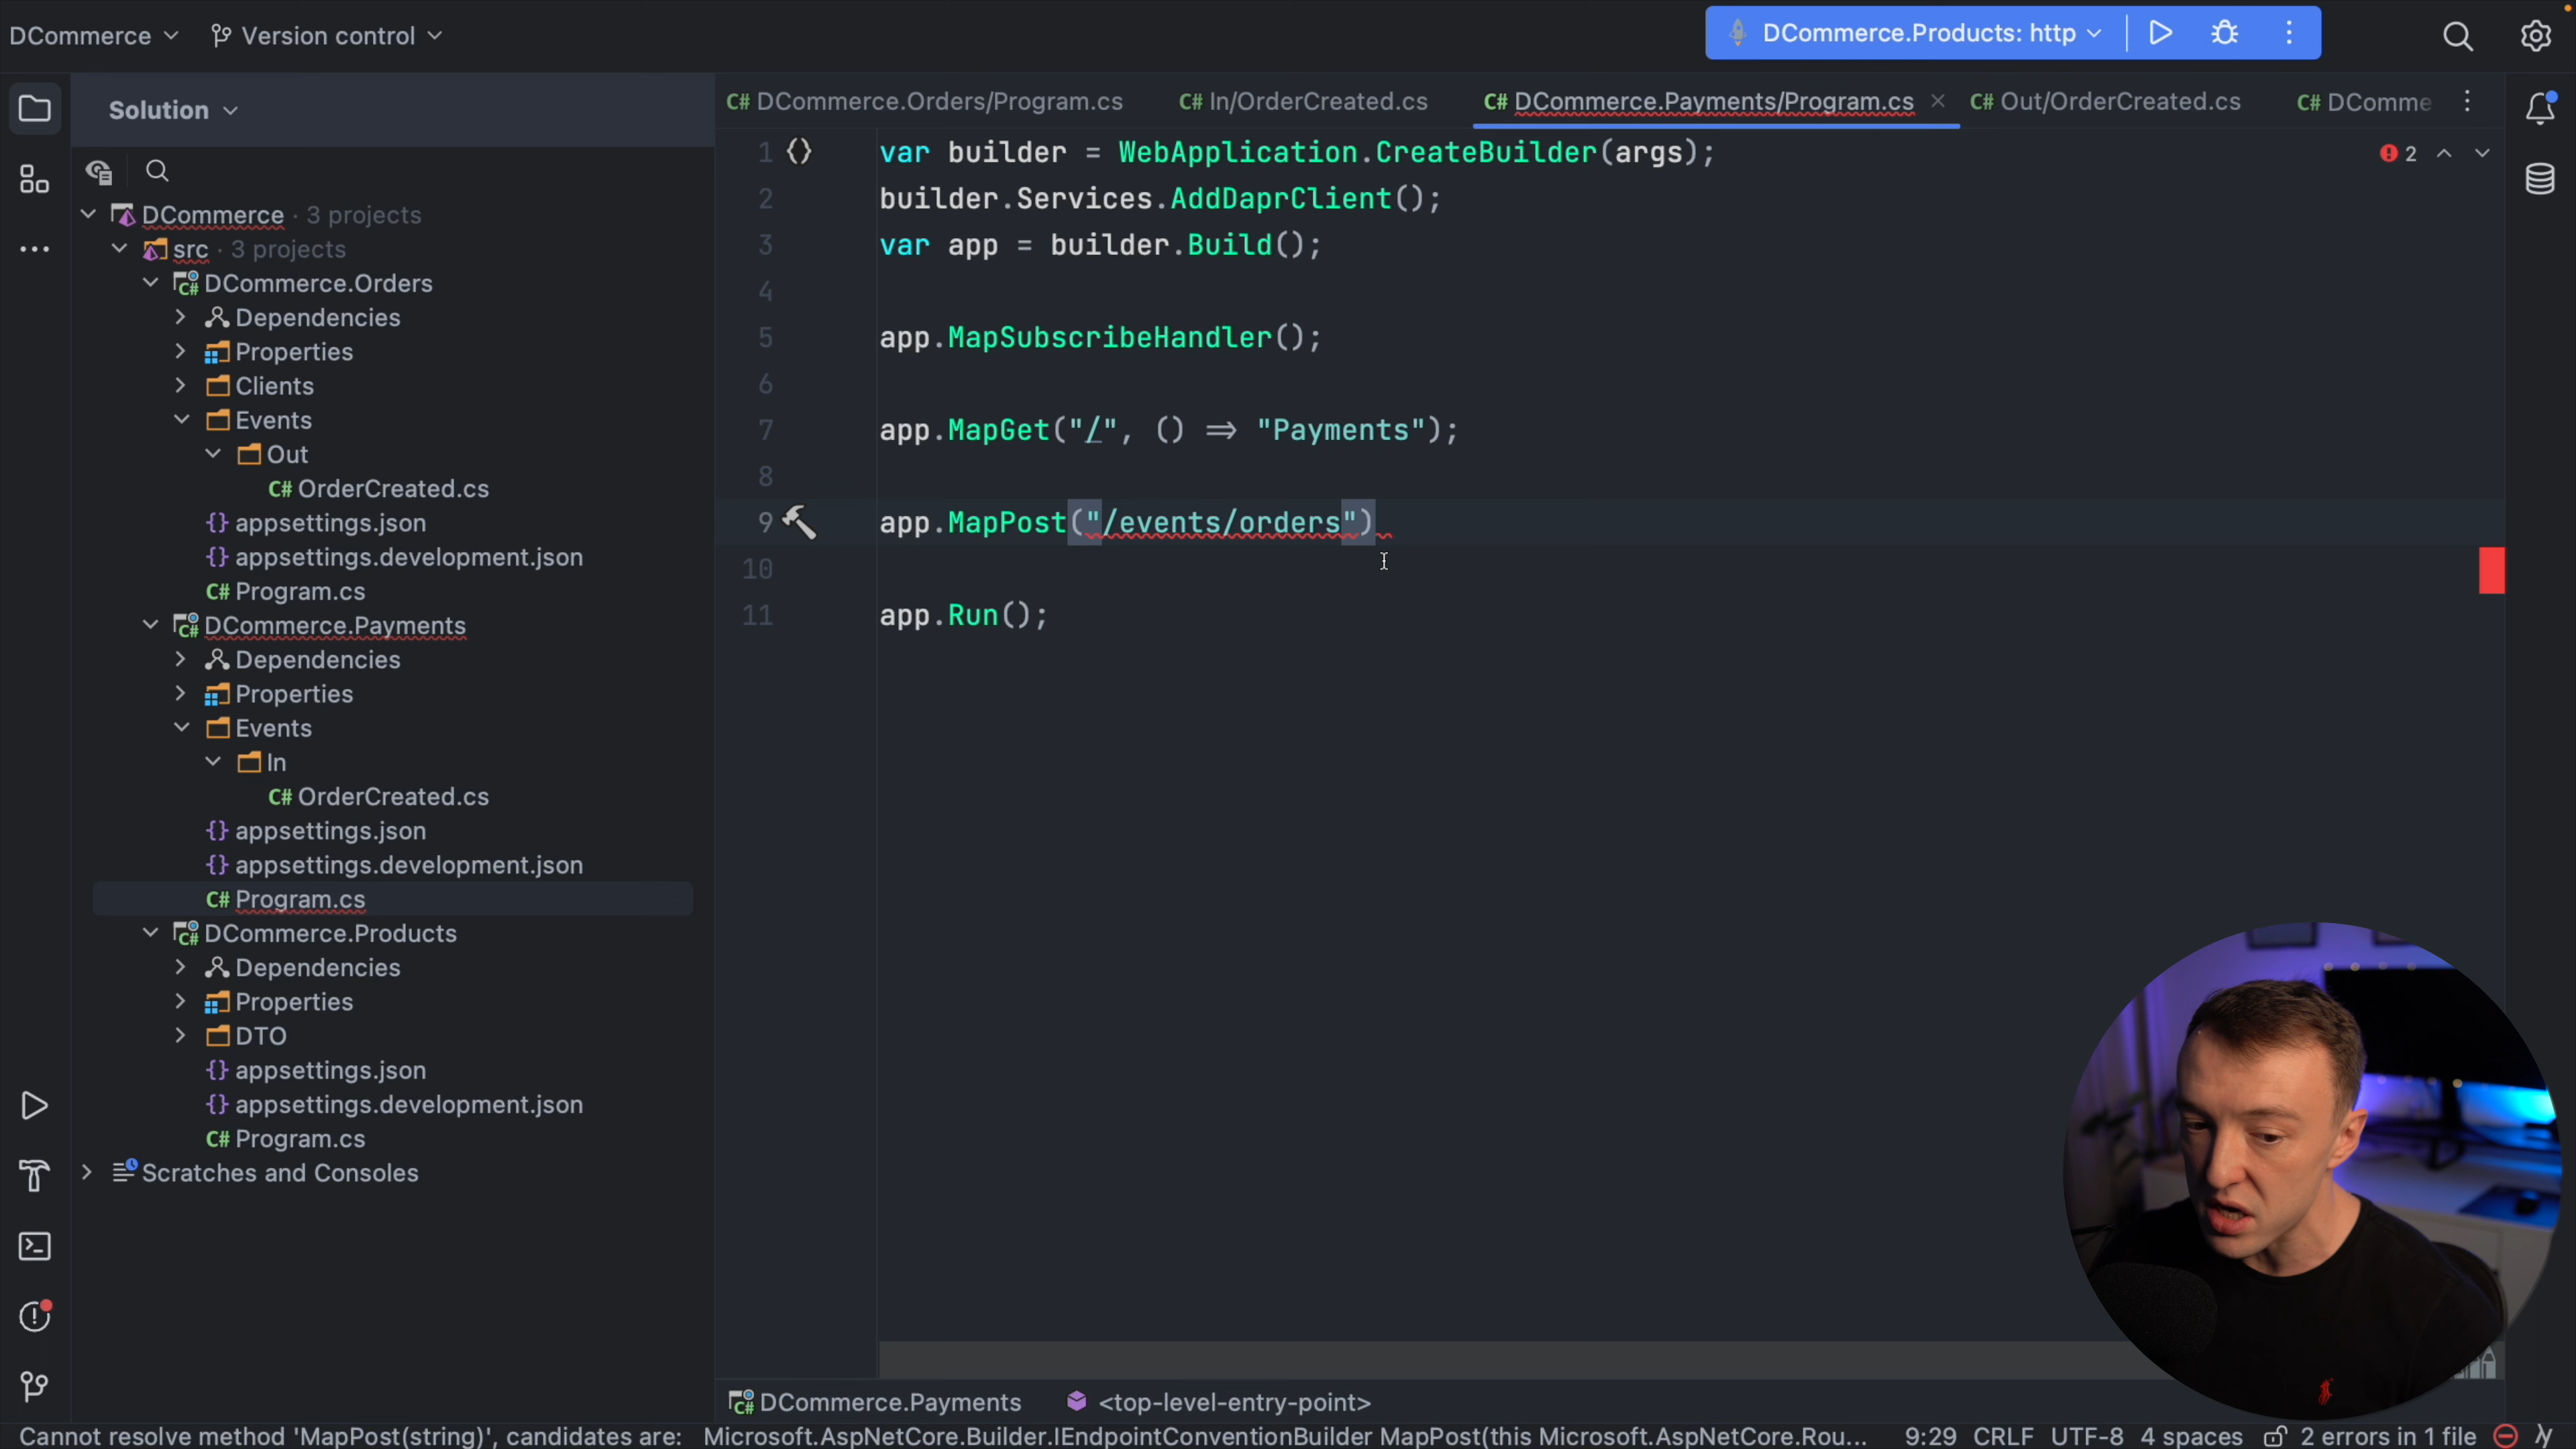 DCommerce
Version control
DCommerce.Products: http
Solution
C# DCommerce.Orders/Program.cs
C# In/OrderCreated.cs
C# DCommerce.Payments/Program.cs
C# Out/OrderCreated.cs
C# DComme
DCommerce · 3 projects
src · 3 projects
DCommerce.Orders
Dependencies
Properties
Clients
Events
Out
C# OrderCreated.cs
{} appsettings.json
{} appsettings.development.json
C# Program.cs
DCommerce.Payments
Dependencies
Properties
Events
In
C# OrderCreated.cs
{} appsettings.json
{} appsettings.development.json
C# Program.cs
DCommerce.Products
Dependencies
Properties
DTO
{} appsettings.json
{} appsettings.development.json
C# Program.cs
Scratches and Consoles
1 var builder = WebApplication.CreateBuilder(args);
2
2 builder.Services.AddDaprClient();
3 var app = builder.Build();
4
5 app.MapSubscribeHandler();
6
7 app.MapGet("/", () => "Payments");
8
9 app.MapPost("/events/orders")
10
11 app.Run();
DCommerce.Payments
<top-level-entry-point>
Cannot resolve method 'MapPost(string)', candidates are: Microsoft.AspNetCore.Builder.IEndpointConventionBuilder MapPost(this Microsoft.AspNetCore.Rou...
9:29
CRLF
UTF-8
4 spaces
2 errors in 1 file